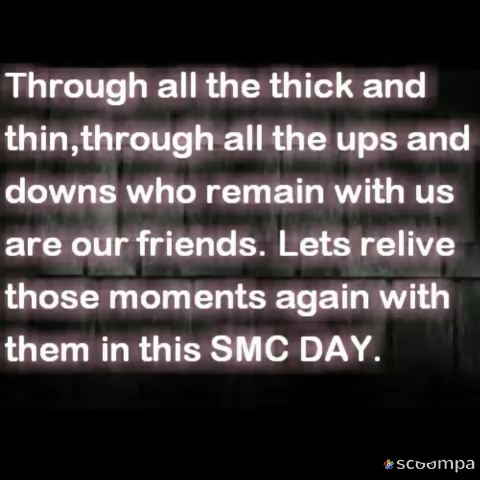 Through all the thick and
thin,through all the ups and
downs who remain with us
are our friends. Lets relive
those moments again with
them in this SMC DAY.
scoompa